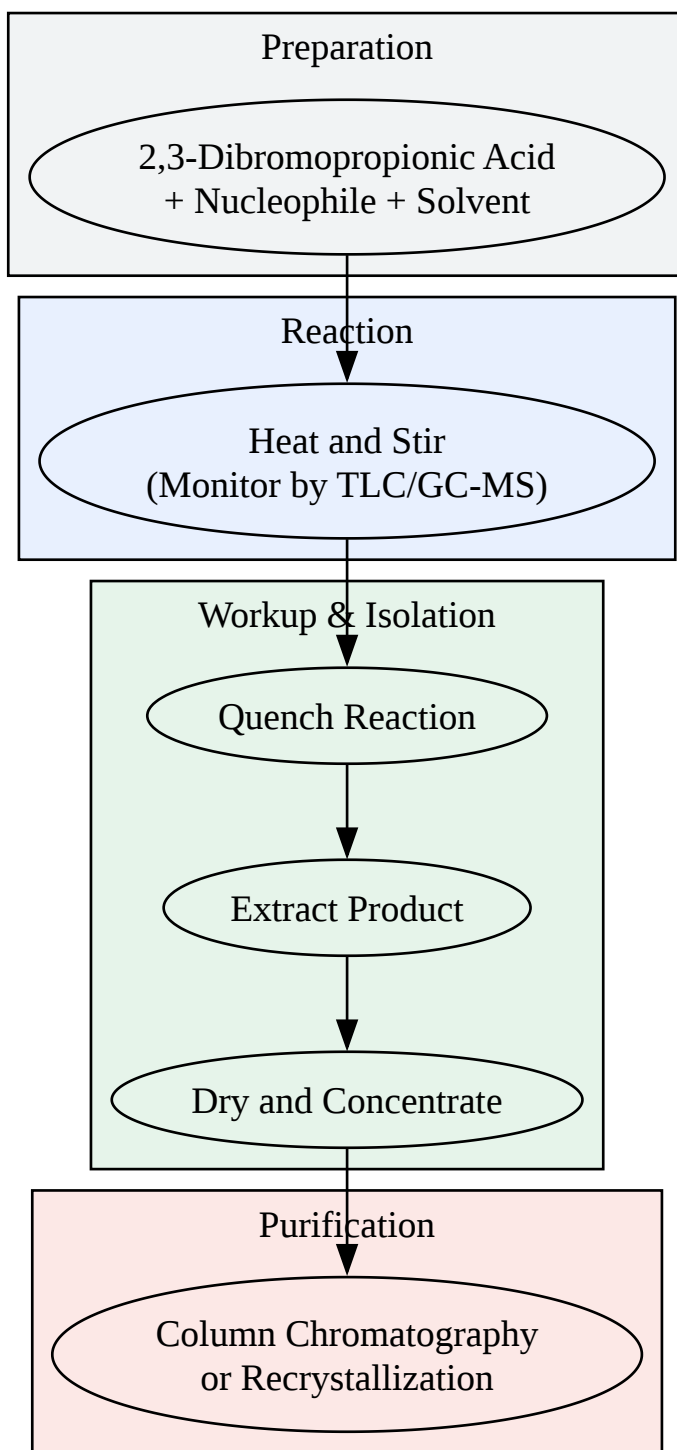 Preparation
2,3-Dibromopropionic Acid
+ Nucleophile + Solvent
Reaction
Heat and Stir
(Monitor by TLC/GC-MS)
Workup & Isolation
Quench Reaction
Extract Product
Dry and Concentrate
Purification
Column Chromatography
or Recrystallization